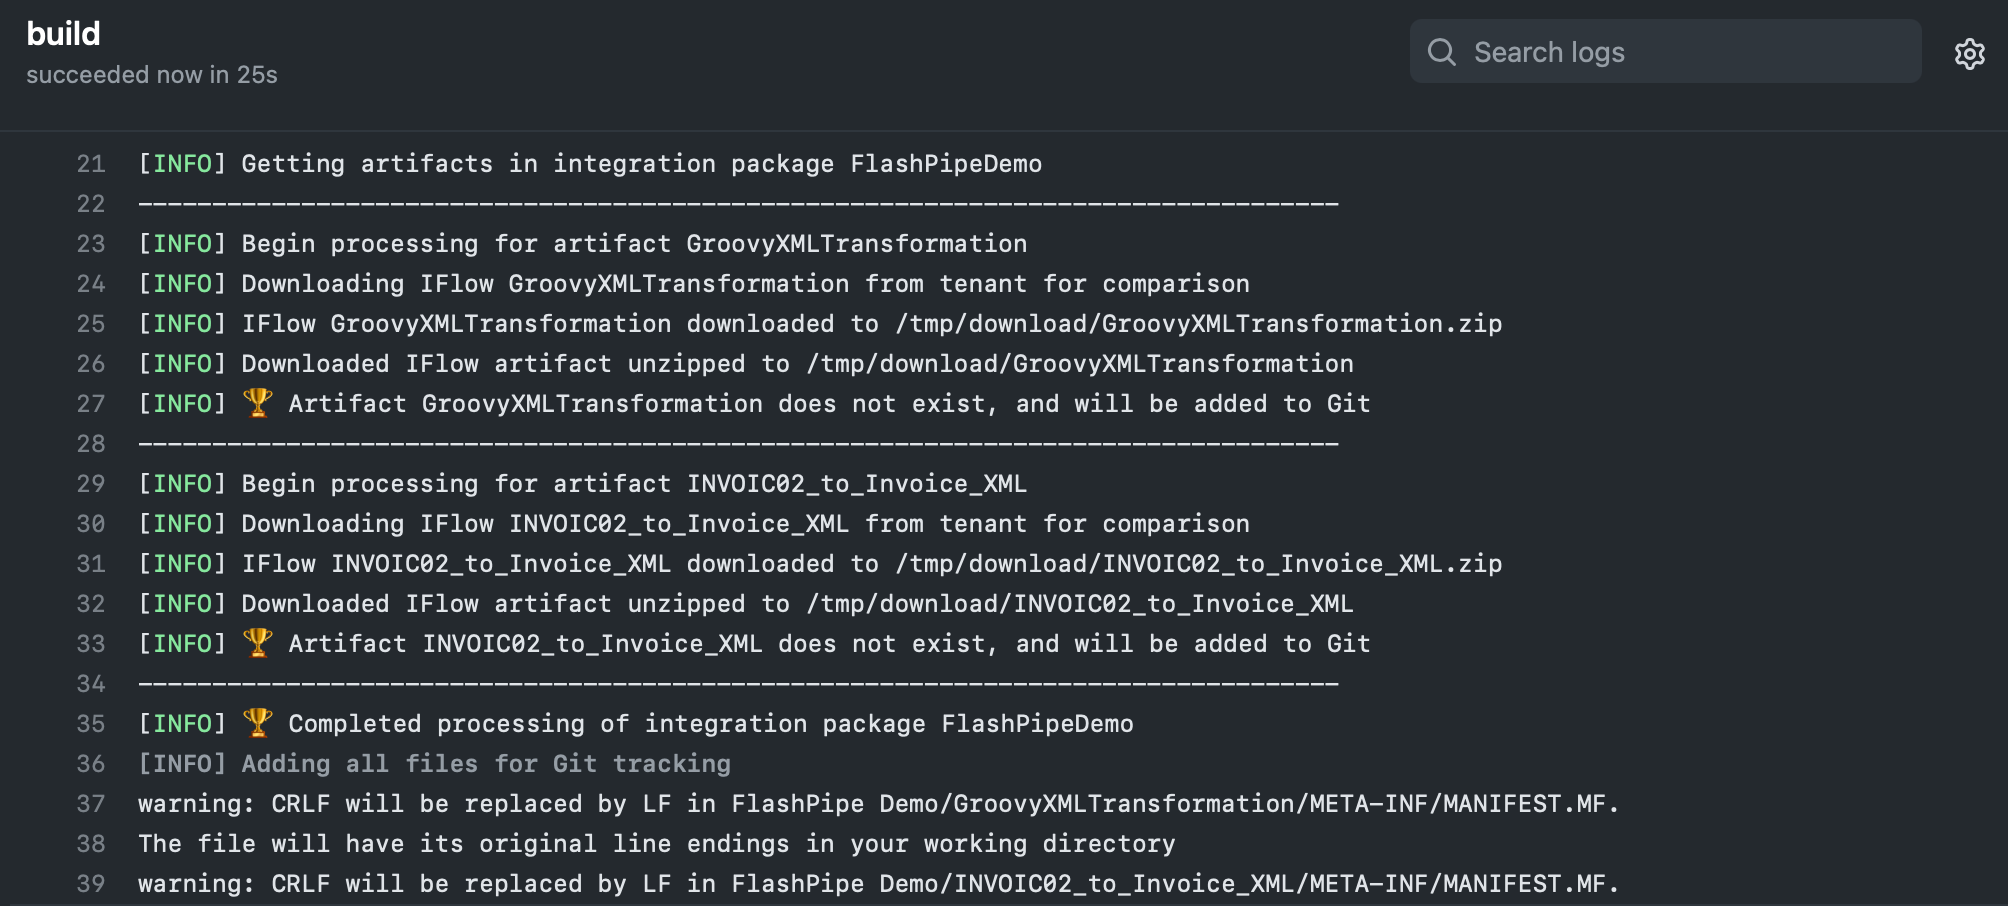 build
succeeded now in 25s
Search logs
21 [INFO] Getting artifacts in integration package FlashPipeDemo
22 ---------------------------------------------------------------------------------
23 [INFO] Begin processing for artifact GroovyXMLTransformation
24 [INFO] Downloading IFlow GroovyXMLTransformation from tenant for comparison
25 [INFO] IFlow GroovyXMLTransformation downloaded to /tmp/download/GroovyXMLTransformation.zip
26 [INFO] Downloaded IFlow artifact unzipped to /tmp/download/GroovyXMLTransformation
27 [INFO] 🏆 Artifact GroovyXMLTransformation does not exist, and will be added to Git
28 ---------------------------------------------------------------------------------
29 [INFO] Begin processing for artifact INVOIC02_to_Invoice_XML
30 [INFO] Downloading IFlow INVOIC02_to_Invoice_XML from tenant for comparison
31 [INFO] IFlow INVOIC02_to_Invoice_XML downloaded to /tmp/download/INVOIC02_to_Invoice_XML.zip
32 [INFO] Downloaded IFlow artifact unzipped to /tmp/download/INVOIC02_to_Invoice_XML
33 [INFO] 🏆 Artifact INVOIC02_to_Invoice_XML does not exist, and will be added to Git
34 ---------------------------------------------------------------------------------
35 [INFO] 🏆 Completed processing of integration package FlashPipeDemo
36 [INFO] Adding all files for Git tracking
37 warning: CRLF will be replaced by LF in FlashPipe Demo/GroovyXMLTransformation/META-INF/MANIFEST.MF.
38 The file will have its original line endings in your working directory
39 warning: CRLF will be replaced by LF in FlashPipe Demo/INVOIC02_to_Invoice_XML/META-INF/MANIFEST.MF.